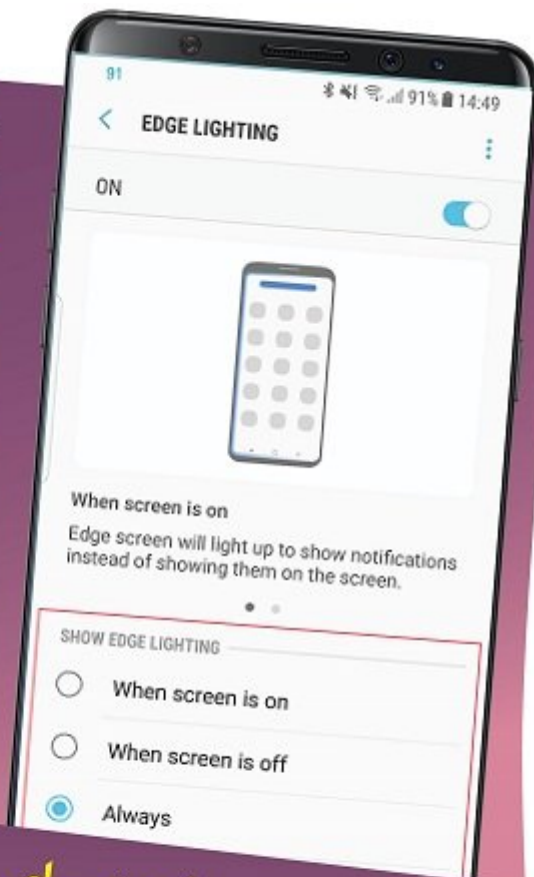 91
91% 14:49
EDGE LIGHTING
ON
When screen is on
Edge screen will light up to show notifications
instead of showing them on the screen.
SHOW EDGE LIGHTING
When screen is on
When screen is off
Always